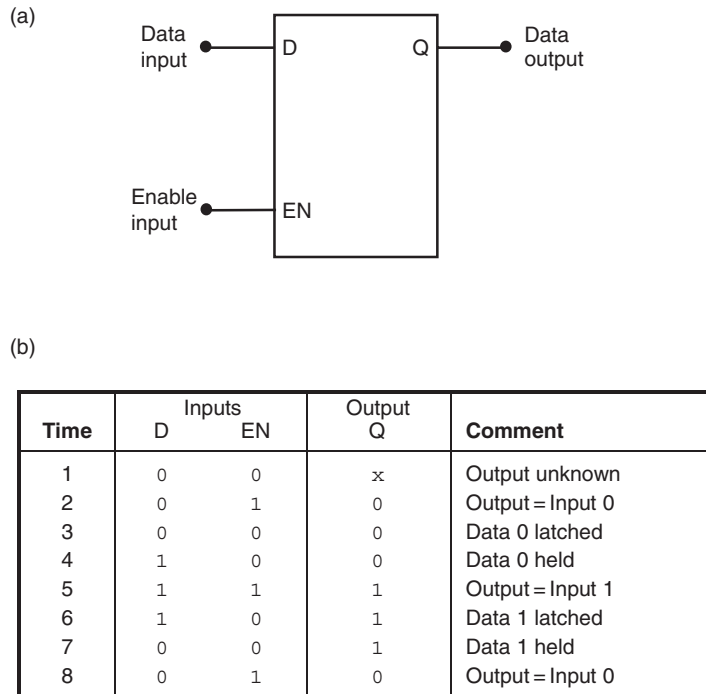 (a)
Data input
D
Q
Data output
Enable input
EN
(b)
Inputs Output
Time D EN Q Comment
1 0 0 x Output unknown
2 0 1 0 Output = Input 0
3 0 0 0 Data 0 latched
4 1 0 0 Data 0 held
5 1 1 1 Output = Input 1
6 1 0 1 Data 1 latched
7 0 0 1 Data 1 held
8 0 1 0 Output = Input 0